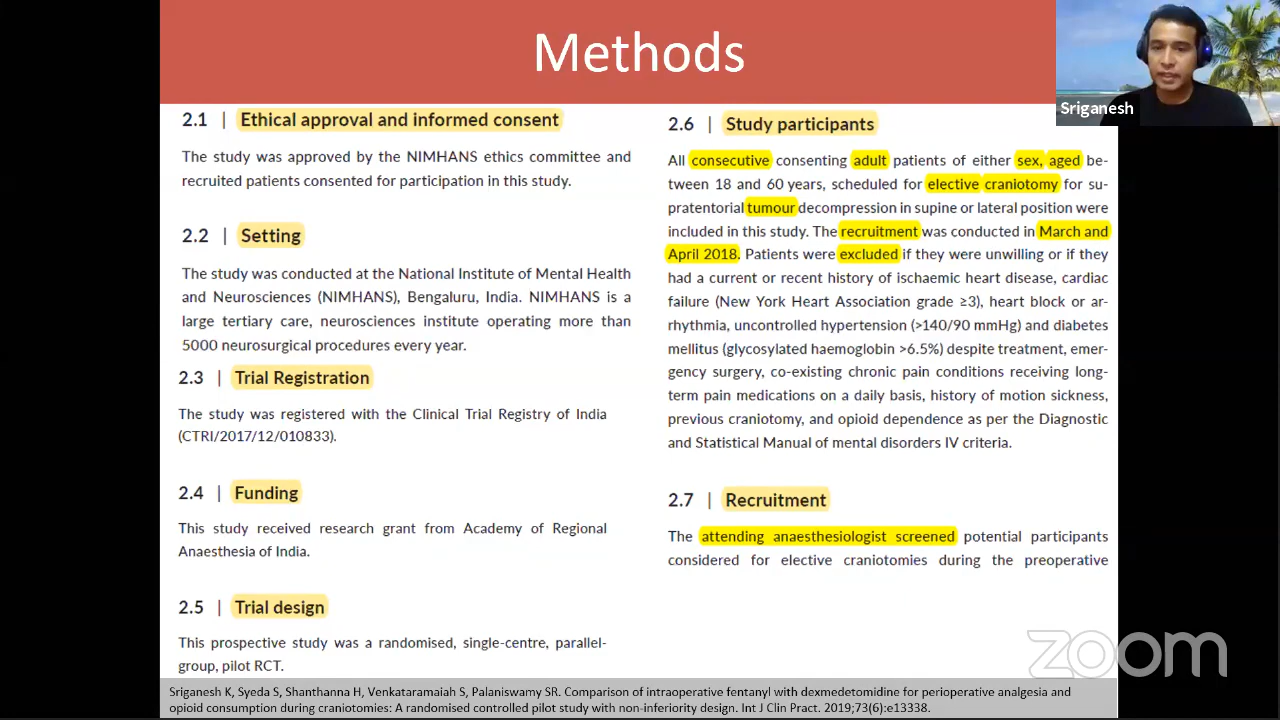 Methods
Sriganesh
2.1 | Ethical approval and informed consent
The study was approved by the NIMHANS ethics committee and
recruited patients consented for participation in this study.
2.2 | Setting
The study was conducted at the National Institute of Mental Health
and Neurosciences (NIMHANS), Bengaluru, India. NIMHANS is a
large tertiary care, neurosciences institute operating more than
5000 neurosurgical procedures every year.
2.3 | Trial Registration
The study was registered with the Clinical Trial Registry of India
(CTRI/2017/12/010833).
2.4 | Funding
This study received research grant from Academy of Regional
Anaesthesia of India.
2.5 | Trial design
This prospective study was a randomised, single-centre, parallel-
group, pilot RCT.
2.6 | Study participants
All consecutive consenting adult patients of either sex, aged be-
tween 18 and 60 years, scheduled for elective craniotomy for su-
pratentorial tumour decompression in supine or lateral position were
included in this study. The recruitment was conducted in March and
April 2018. Patients were excluded if they were unwilling or if they
had a current or recent history of ischaemic heart disease, cardiac
failure (New York Heart Association grade ≥3), heart block or ar-
rhythmia, uncontrolled hypertension (>140/90 mmHg) and diabetes
mellitus (glycosylated haemoglobin >6.5%) despite treatment, emer-
gency surgery, co-existing chronic pain conditions receiving long-
term pain medications on a daily basis, history of motion sickness,
previous craniotomy, and opioid dependence as per the Diagnostic
and Statistical Manual of mental disorders IV criteria.
2.7 | Recruitment
The attending anaesthesiologist screened potential participants
considered for elective craniotomies during the preoperative
zoom
Sriganesh K, Syeda S, Shanthanna H, Venkataramaiah S, Palaniswamy SR. Comparison of intraoperative fentanyl with dexmedetomidine for perioperative analgesia and
opioid consumption during craniotomies: A randomised controlled pilot study with non-inferiority design. Int J Clin Pract. 2019;73(6):e13338.